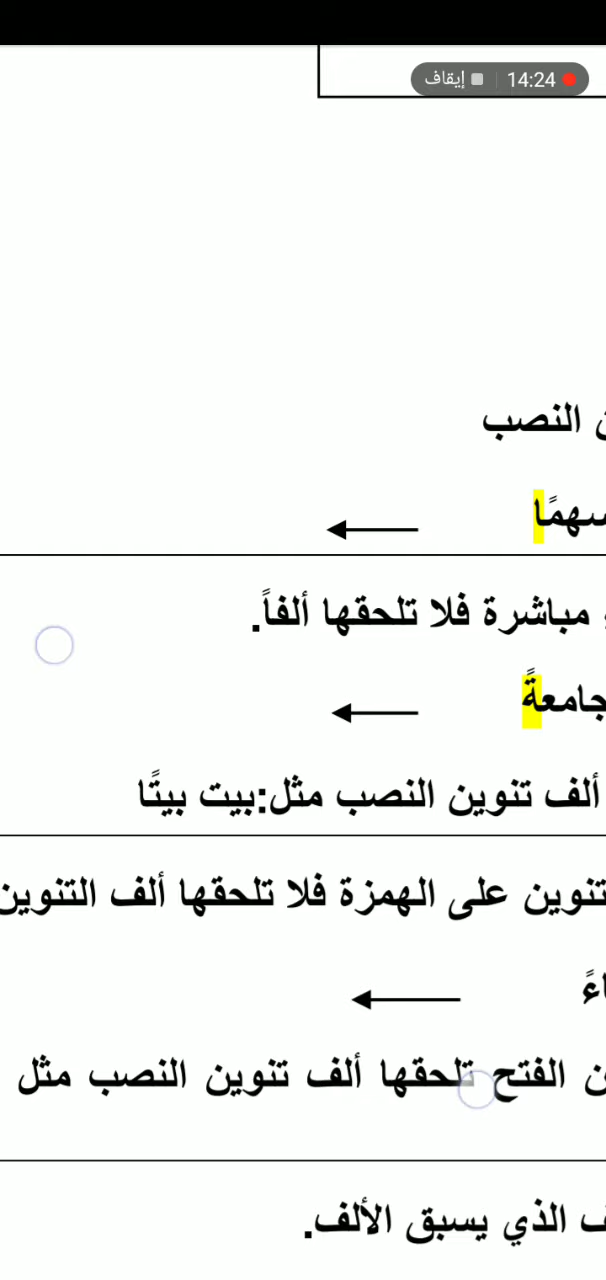 إيقاف 14:24
النصب
سهمًا
مباشرة فلا تلحقها ألفاً.
جامعةً
ألف تنوين النصب مثل:بيت بيتًا
تنوين على الهمزة فلا تلحقها ألف التنوين
اءً
الفتح تلحقها ألف تنوين النصب مثل
الذي يسبق الألف.